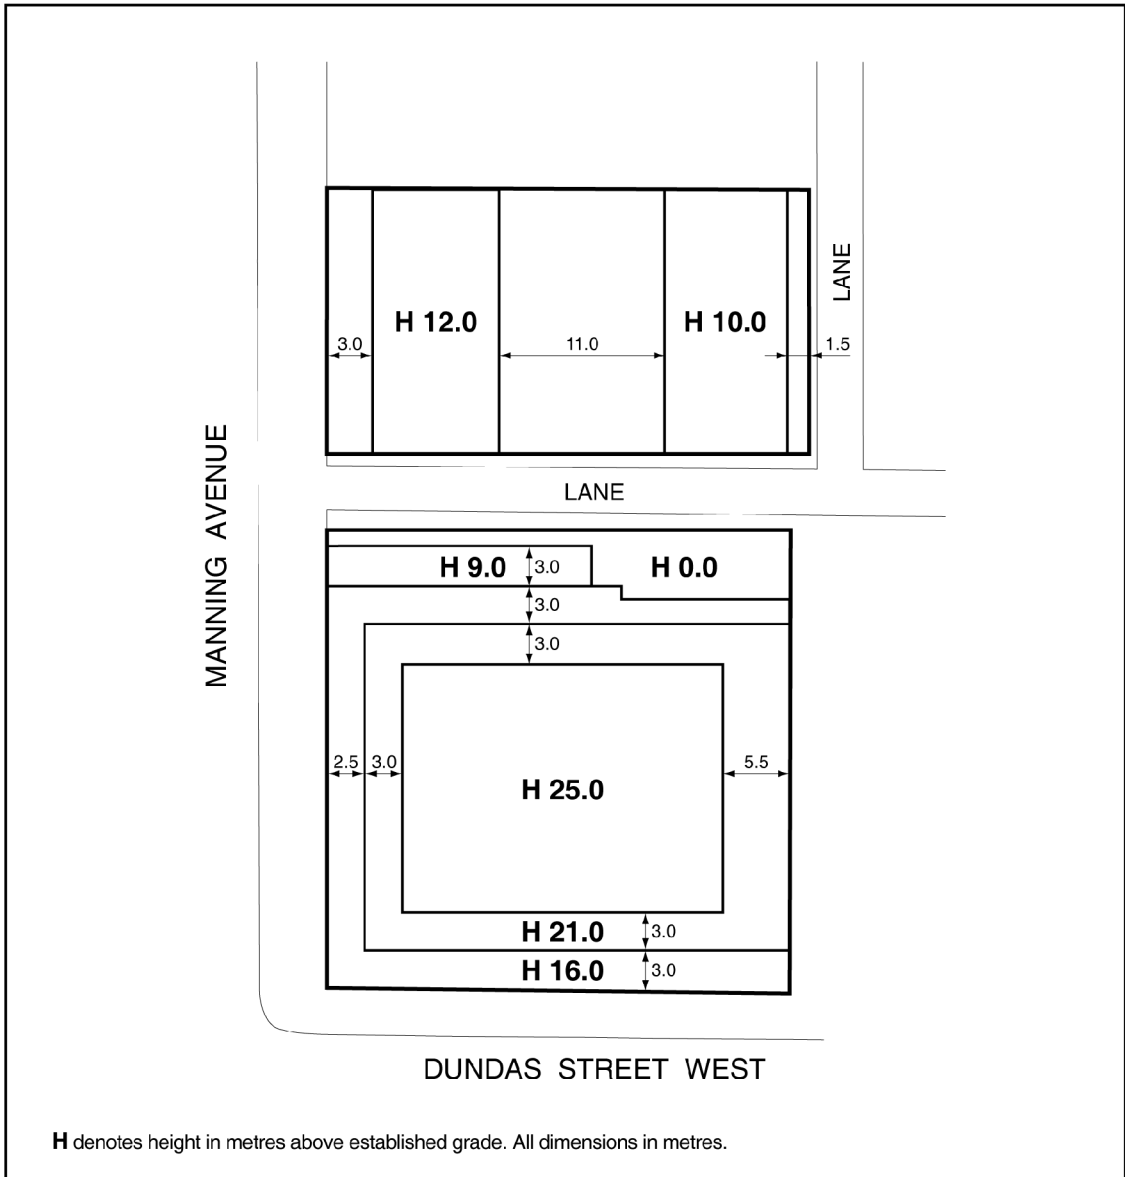 LANE
H 12.0
H 10.0
3.0
11.0
1.5
MANNING AVENUE
LANE
H 9.0
3.0
H 0.0
3.0
3.0
2.5
3.0
5.5
H 25.0
H 21.0
3.0
H 16.0
3.0
DUNDAS STREET WEST
H denotes height in metres above established grade. All dimensions in metres.